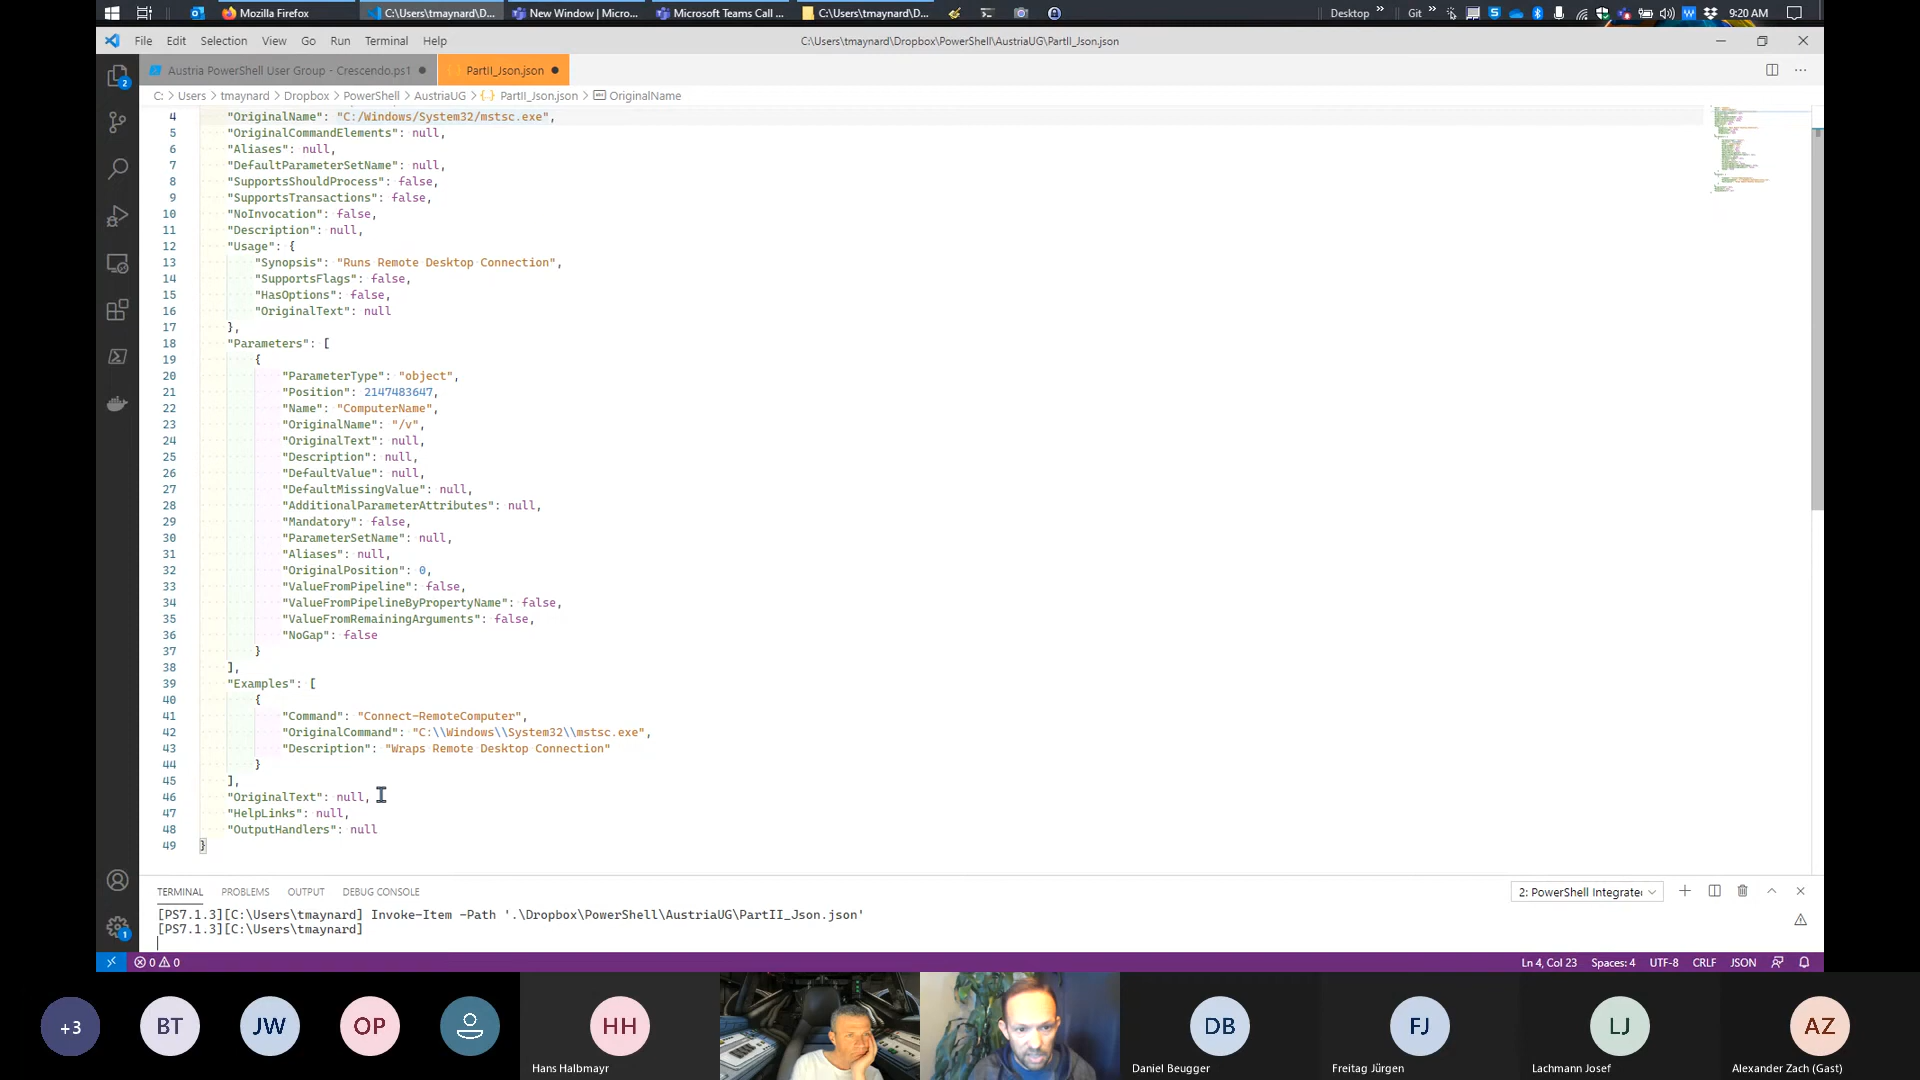 Mozilla Firefox
C:\Users\tmaynard\D...
New Window | Micro...
Microsoft Teams Call ...
C:\Users\tmaynard\D...
Desktop
Git
9:20 AM
File Edit Selection View Go Run Terminal Help
C:\Users\tmaynard\Dropbox\PowerShell\AustriaUG\PartII_Json.json
Austria PowerShell User Group - Crescendo.ps1
PartII_Json.json
C: > Users > tmaynard > Dropbox > PowerShell > AustriaUG > PartII_Json.json > OriginalName
4 "OriginalName": "C:/Windows/System32/mstsc.exe",
5 "OriginalCommandElements": null,
6 "Aliases": null,
7 "DefaultParameterSetName": null,
8 "SupportsShouldProcess": false,
9 "SupportsTransactions": false,
10 "NoInvocation": false,
11 "Description": null,
12 "Usage": {
13 "Synopsis": "Runs Remote Desktop Connection",
14 "SupportsFlags": false,
15 "HasOptions": false,
16 "OriginalText": null
17 },
18 "Parameters": [
19 {
20 "ParameterType": "object",
21 "Position": 2147483647,
22 "Name": "ComputerName",
23 "OriginalName": "/v",
24 "OriginalText": null,
25 "Description": null,
26 "DefaultValue": null,
27 "DefaultMissingValue": null,
28 "AdditionalParameterAttributes": null,
29 "Mandatory": false,
30 "ParameterSetName": null,
31 "Aliases": null,
32 "OriginalPosition": 0,
33 "ValueFromPipeline": false,
34 "ValueFromPipelineByPropertyName": false,
35 "ValueFromRemainingArguments": false,
36 "NoGap": false
37 }
38 ],
39 "Examples": [
40 {
41 "Command": "Connect-RemoteComputer",
42 "OriginalCommand": "C:\\Windows\\System32\\mstsc.exe",
43 "Description": "Wraps Remote Desktop Connection"
44 }
45 ],
46 "OriginalText": null,
47 "HelpLinks": null,
48 "OutputHandlers": null
49 }
2
1
TERMINAL PROBLEMS OUTPUT DEBUG CONSOLE
2: PowerShell Integrate
[PS7.1.3][C:\Users\tmaynard] Invoke-Item -Path '.\Dropbox\PowerShell\AustriaUG\PartII_Json.json'
[PS7.1.3][C:\Users\tmaynard]
0 0
Ln 4, Col 23 Spaces: 4 UTF-8 CRLF JSON
+3
BT
JW
OP
HH
DB
FJ
LJ
AZ
Hans Halbmayr
Daniel Beugger
Freitag Jürgen
Lachmann Josef
Alexander Zach (Gast)